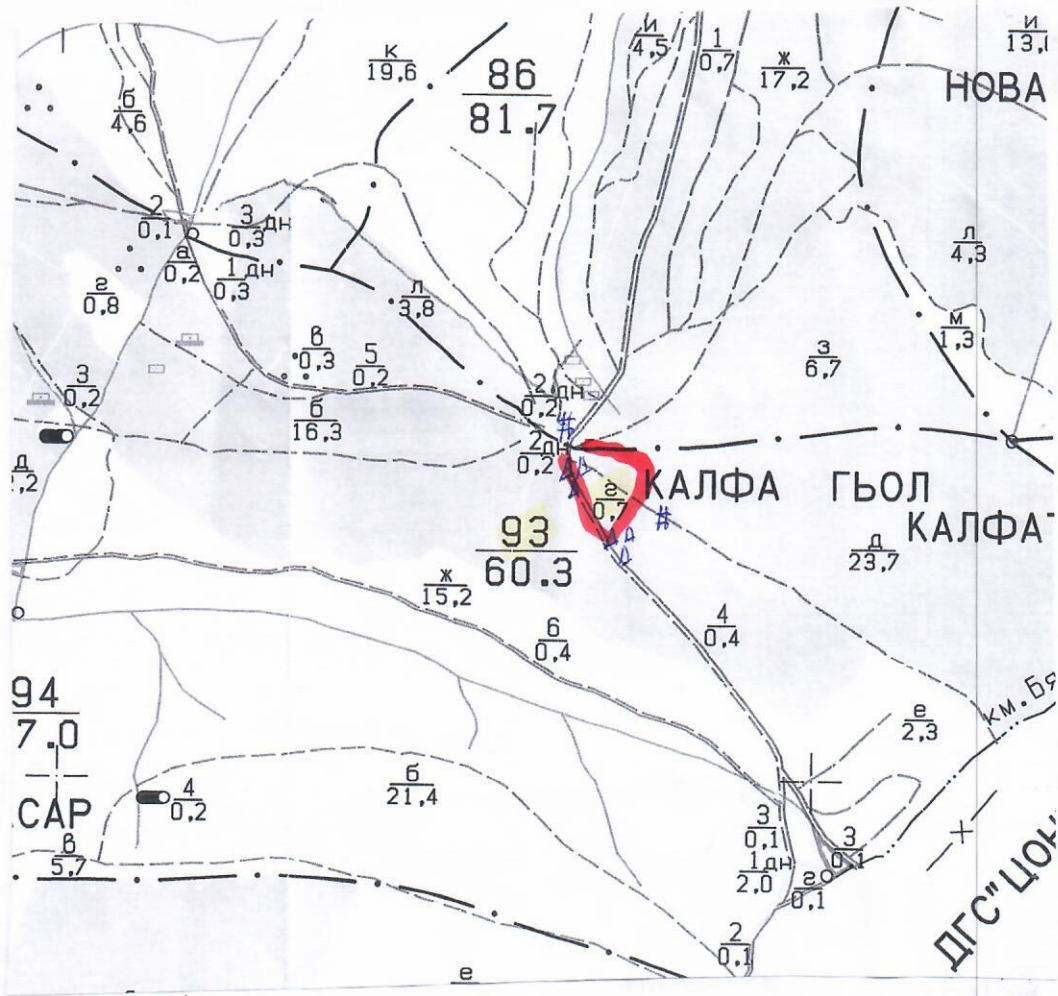 и
4,5
1
0,7
к
19,6
86
81.7
ж
17,2
и
НОВА
б
4,6
2
0,1
3 дн
0,3
а
0,2
1 дн
0,3
г
0,8
л
3,8
л
4,3
м
1,3
в
0,3
5
0,2
з
6,7
3
0,2
2 дн
0,2
б
16,3
2 дн
0,2
#
д
г
0,7
КАЛФА ГЬОЛ
#
КАЛФА
93
60.3
д
23,7
ж
15,2
6
0,4
4
0,4
94
7.0
км. Бя
е
2,3
б
21,4
4
0,2
САР
в
5,7
3
0,1
3
0,1
1 дн
2,0
г
0,1
ДГС"ЦОН
2
0,1
е